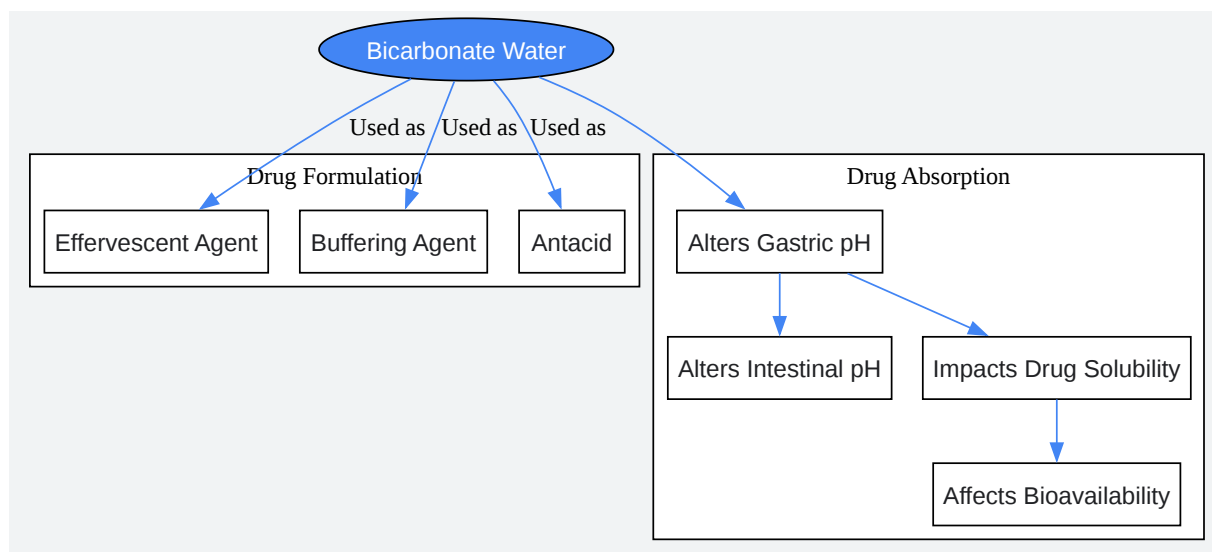 Bicarbonate Water
Used as
Used as
Used as
Drug Formulation
Drug Absorption
Effervescent Agent
Buffering Agent
Antacid
Alters Gastric pH
Alters Intestinal pH
Impacts Drug Solubility
Affects Bioavailability